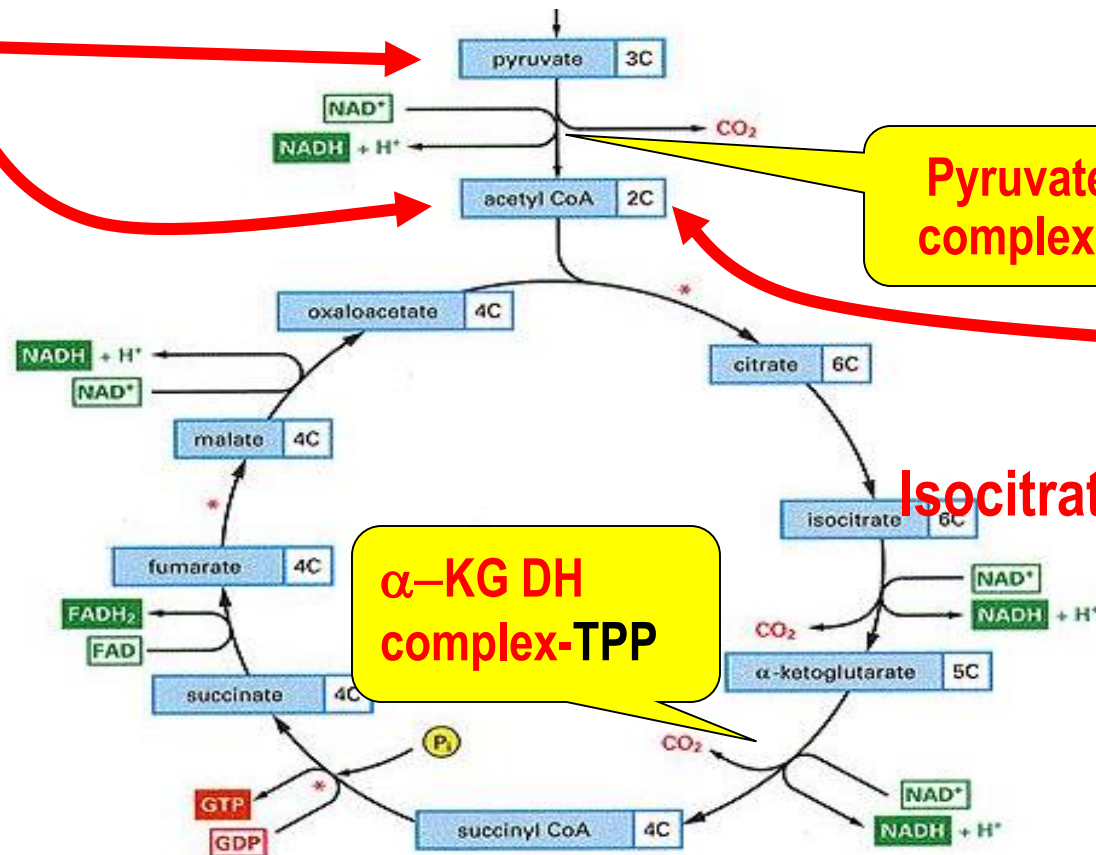 pyruvate 3C
NAD⁺
NADH + H⁺
CO₂
Pyruvate
complex
acetyl CoA 2C
*
oxaloacetate 4C
citrate 6C
NADH + H⁺
NAD⁺
malate 4C
*
isocitrate 6C
fumarate 4C
α–KG DH
complex-TPP
NAD⁺
NADH + H⁺
CO₂
FADH₂
FAD
α-ketoglutarate 5C
succinate 4C
Pᵢ
CO₂
*
GTP
GDP
NAD⁺
NADH + H⁺
succinyl CoA 4C